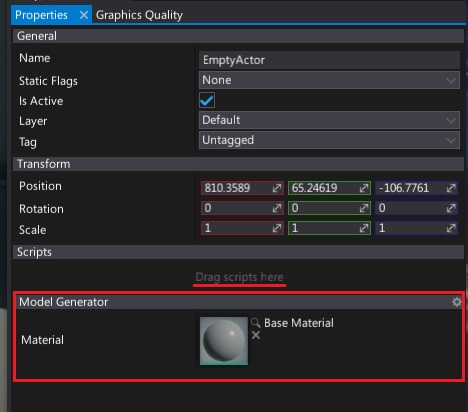 Properties Graphics Quality
General
Name EmptyActor
Static Flags None
Is Active
Layer Default
Tag Untagged
Transform
Position 810.3589 65.24619 -106.7761
Rotation 0 0 0
Scale 1 1 1
Scripts
Drag scripts here
Model Generator
Material Base Material